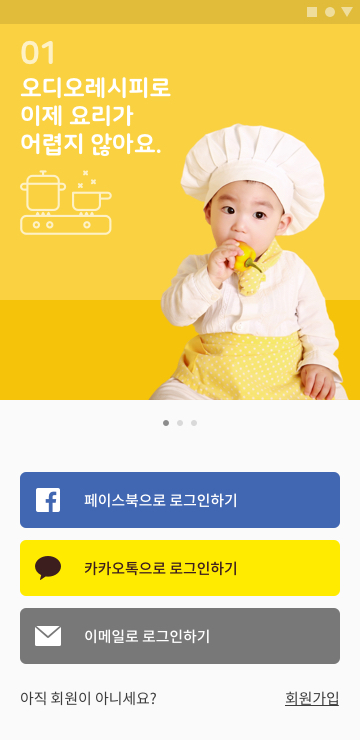 01
오디오레시피로
이제 요리가
어렵지 않아요.
페이스북으로 로그인하기
카카오톡으로 로그인하기
이메일로 로그인하기
아직 회원이 아니세요? 회원가입